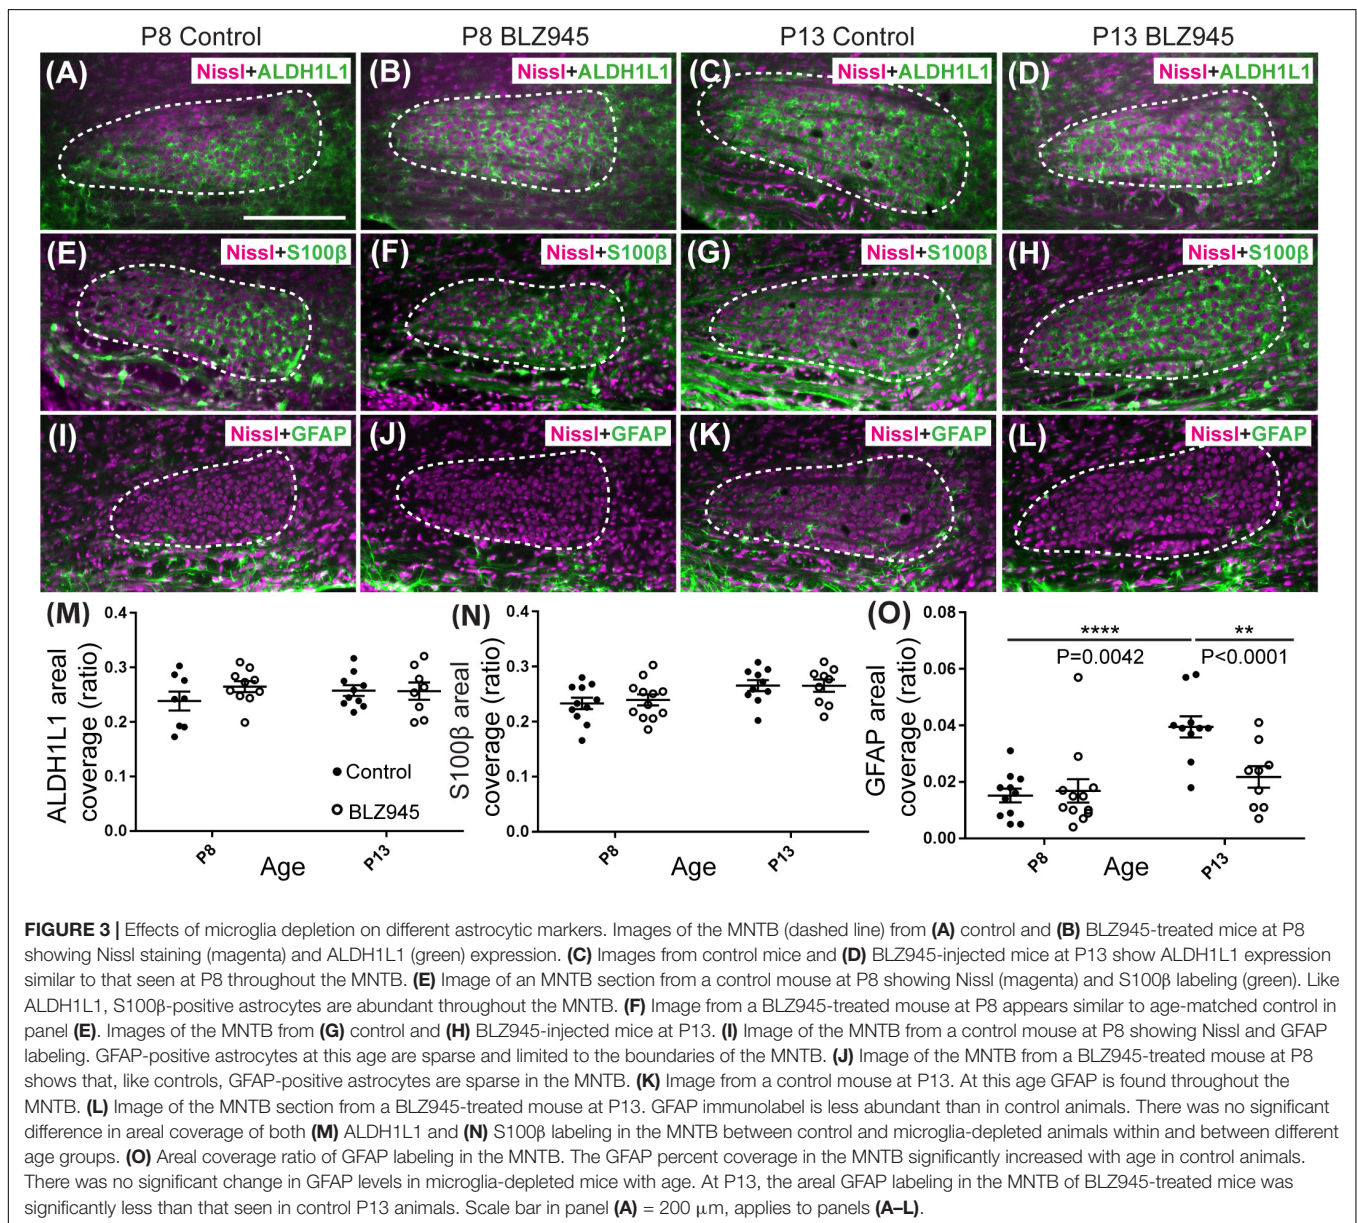 P8 Control
P8 BLZ945
P13 Control
P13 BLZ945
(A)
Nissl+ALDH1L1
(B)
Nissl+ALDH1L1
(C)
Nissl+ALDH1L1
(D)
Nissl+ALDH1L1
(E)
Nissl+S100β
(F)
Nissl+S100β
(G)
Nissl+S100β
(H)
Nissl+S100β
(I)
Nissl+GFAP
(J)
Nissl+GFAP
(K)
Nissl+GFAP
(L)
Nissl+GFAP
(M)
ALDH1L1 areal
coverage (ratio)
0.4
0.3
0.2
0.1
0.0
Control
BLZ945
P8
P13
Age
(N)
S100β areal
coverage (ratio)
0.4
0.3
0.2
0.1
0.0
P8
P13
Age
(O)
GFAP areal
coverage (ratio)
0.08
0.06
0.04
0.02
0.00
****
**
P=0.0042
P<0.0001
P8
P13
Age
FIGURE 3 | Effects of microglia depletion on different astrocytic markers. Images of the MNTB (dashed line) from (A) control and (B) BLZ945-treated mice at P8
showing Nissl staining (magenta) and ALDH1L1 (green) expression. (C) Images from control mice and (D) BLZ945-injected mice at P13 show ALDH1L1 expression
similar to that seen at P8 throughout the MNTB. (E) Image of an MNTB section from a control mouse at P8 showing Nissl (magenta) and S100β labeling (green). Like
ALDH1L1, S100β-positive astrocytes are abundant throughout the MNTB. (F) Image from a BLZ945-treated mouse at P8 appears similar to age-matched control in
panel (E). Images of the MNTB from (G) control and (H) BLZ945-injected mice at P13. (I) Image of the MNTB from a control mouse at P8 showing Nissl and GFAP
labeling. GFAP-positive astrocytes at this age are sparse and limited to the boundaries of the MNTB. (J) Image of the MNTB from a BLZ945-treated mouse at P8
shows that, like controls, GFAP-positive astrocytes are sparse in the MNTB. (K) Image from a control mouse at P13. At this age GFAP is found throughout the
MNTB. (L) Image of the MNTB section from a BLZ945-treated mouse at P13. GFAP immunolabel is less abundant than in control animals. There was no significant
difference in areal coverage of both (M) ALDH1L1 and (N) S100β labeling in the MNTB between control and microglia-depleted animals within and between different
age groups. (O) Areal coverage ratio of GFAP labeling in the MNTB. The GFAP percent coverage in the MNTB significantly increased with age in control animals.
There was no significant change in GFAP levels in microglia-depleted mice with age. At P13, the areal GFAP labeling in the MNTB of BLZ945-treated mice was
significantly less than that seen in control P13 animals. Scale bar in panel (A) = 200 μm, applies to panels (A–L).